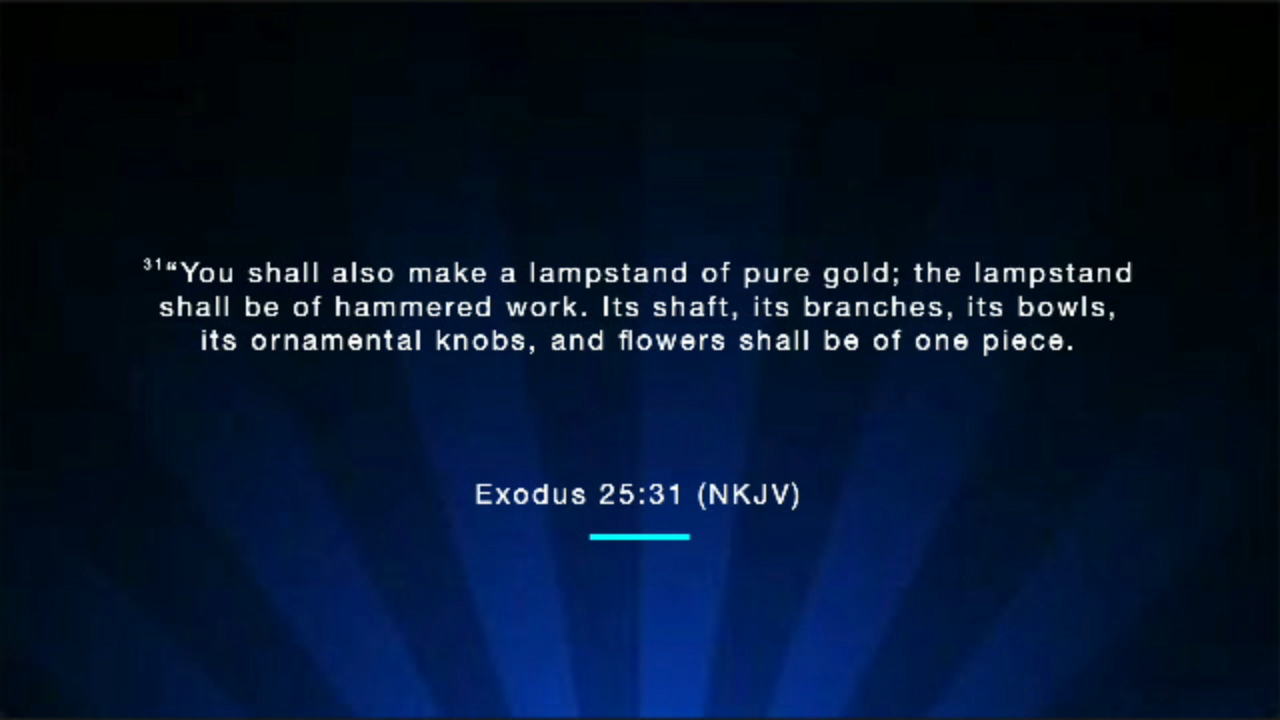 ³¹“You shall also make a lampstand of pure gold; the lampstand
shall be of hammered work. Its shaft, its branches, its bowls,
its ornamental knobs, and flowers shall be of one piece.
Exodus 25:31 (NKJV)